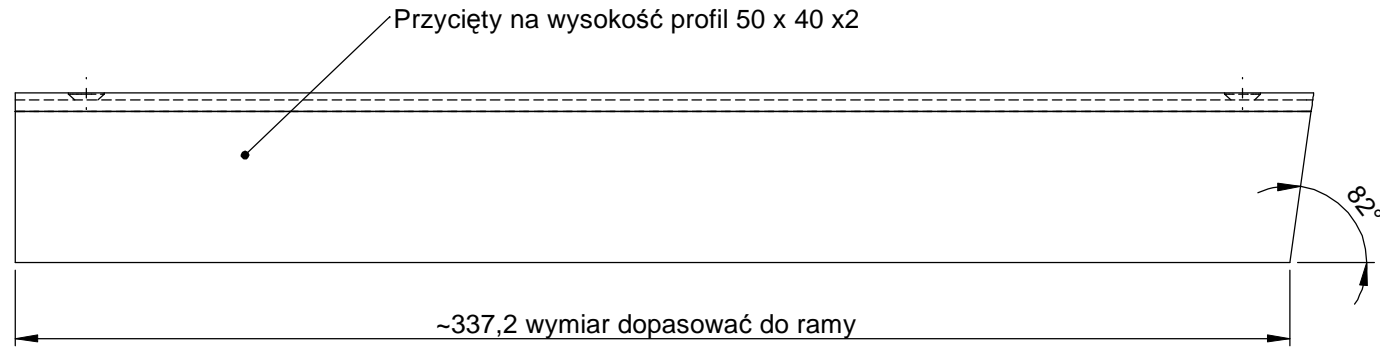 Przycięty na wysokość profil 50 x 40 x2
82°
~337,2 wymiar dopasować do ramy